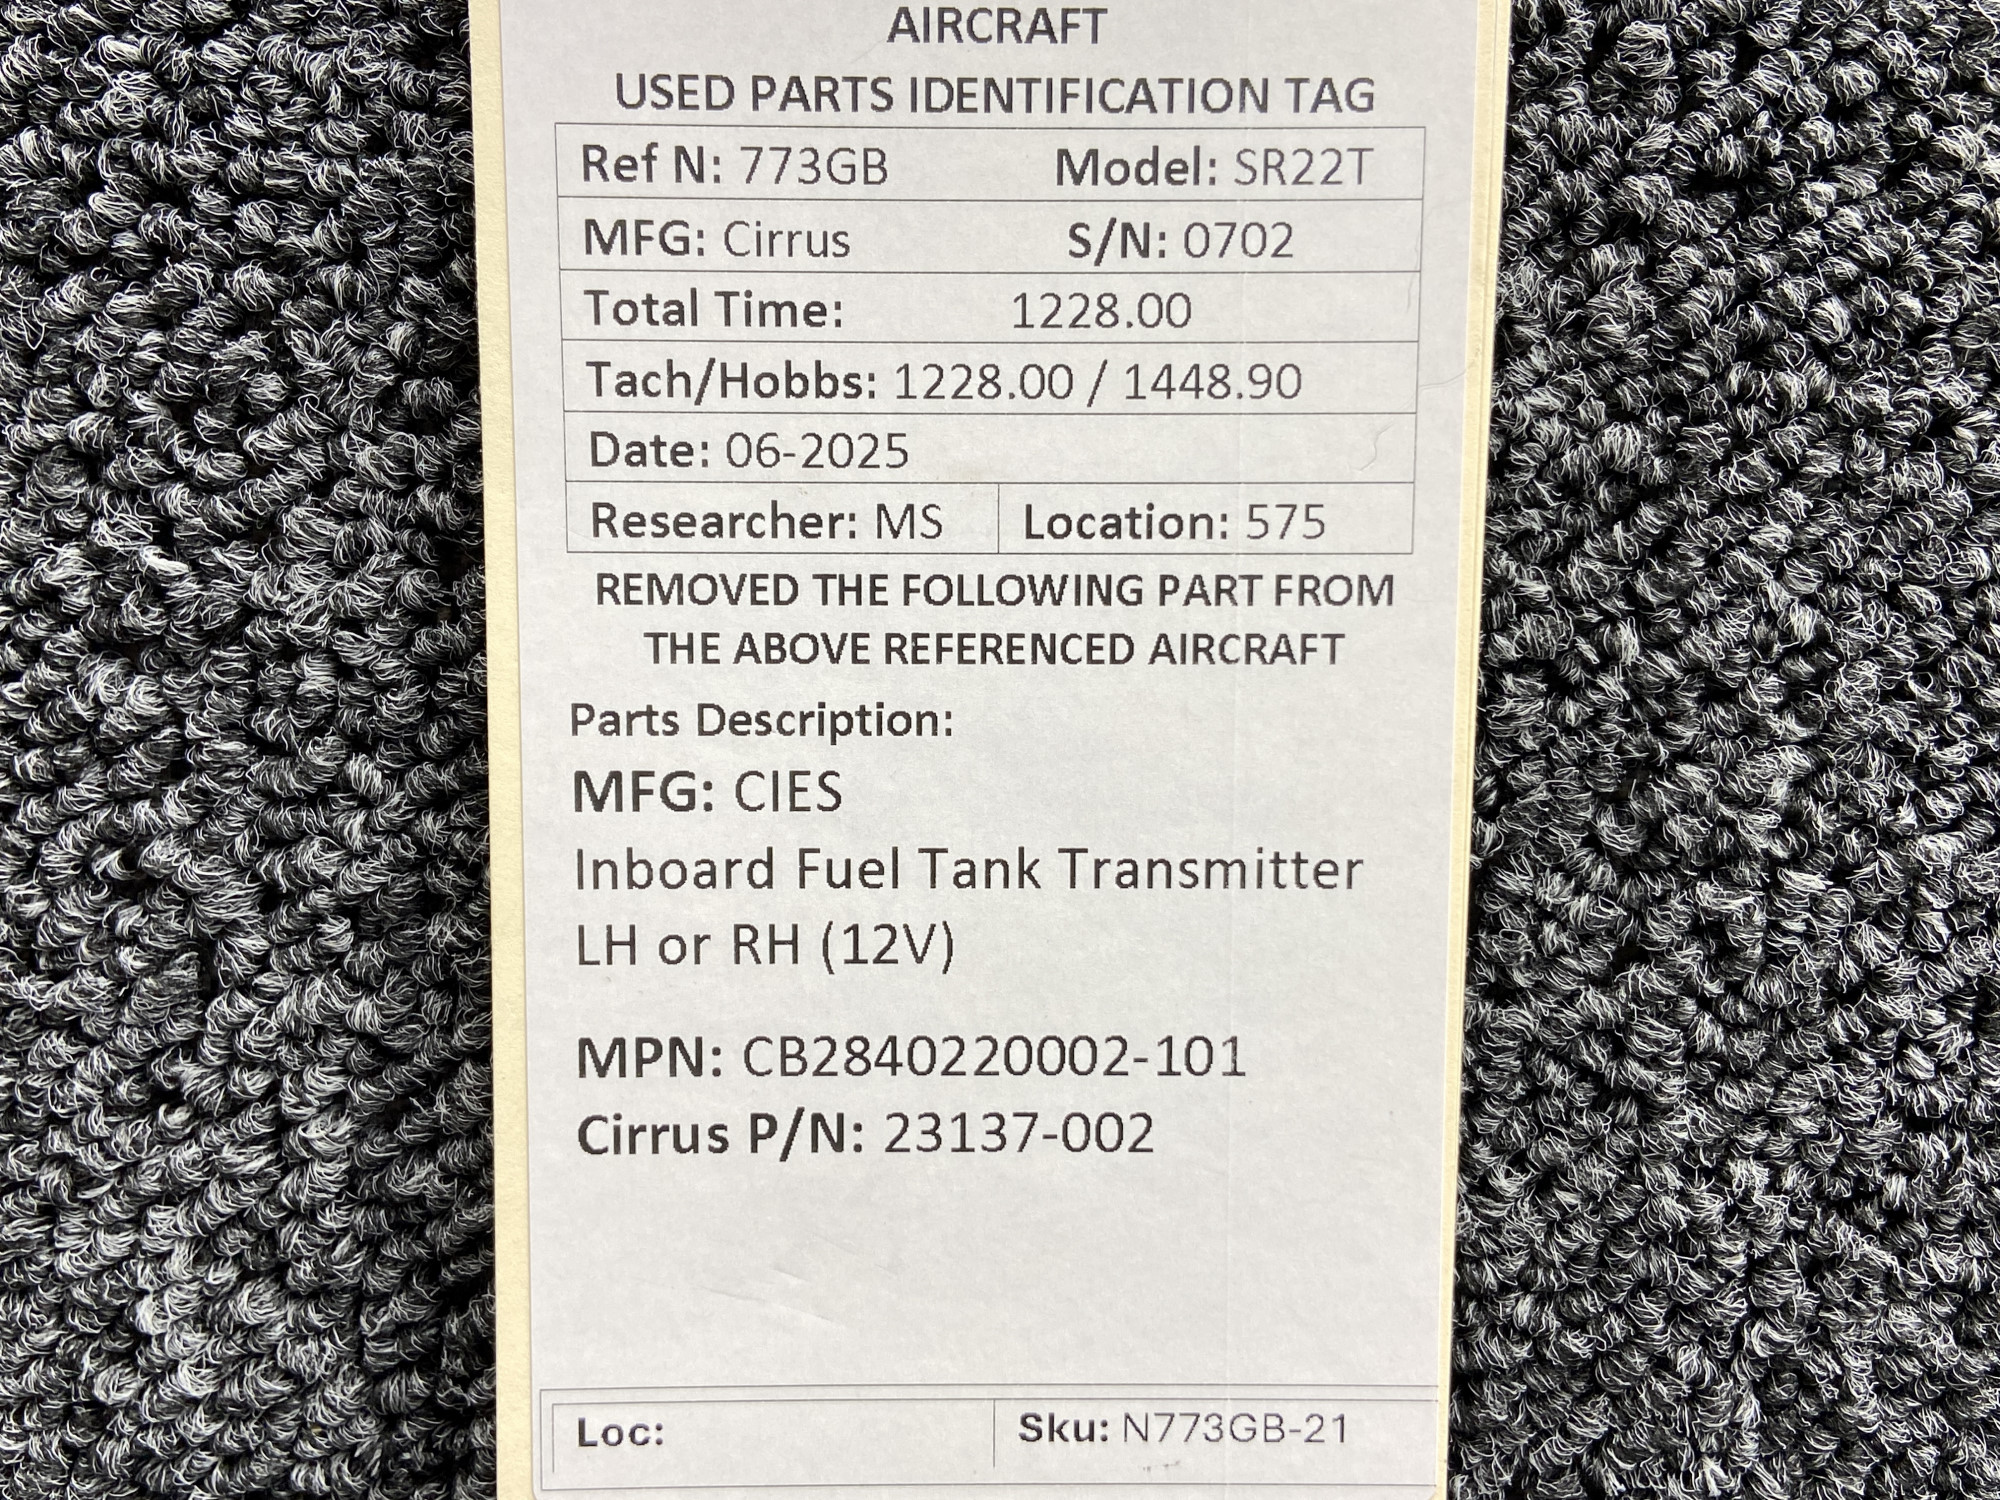 AIRCRAFT
USED PARTS IDENTIFICATION TAG
Ref N: 773GB Model: SR22T
MFG: Cirrus S/N: 0702
Total Time: 1228.00
Tach/Hobbs: 1228.00 / 1448.90
Date: 06-2025
Researcher: MS Location: 575
REMOVED THE FOLLOWING PART FROM
THE ABOVE REFERENCED AIRCRAFT
Parts Description:
MFG: CIES
Inboard Fuel Tank Transmitter
LH or RH (12V)
MPN: CB2840220002-101
Cirrus P/N: 23137-002
Loc: Sku: N773GB-21